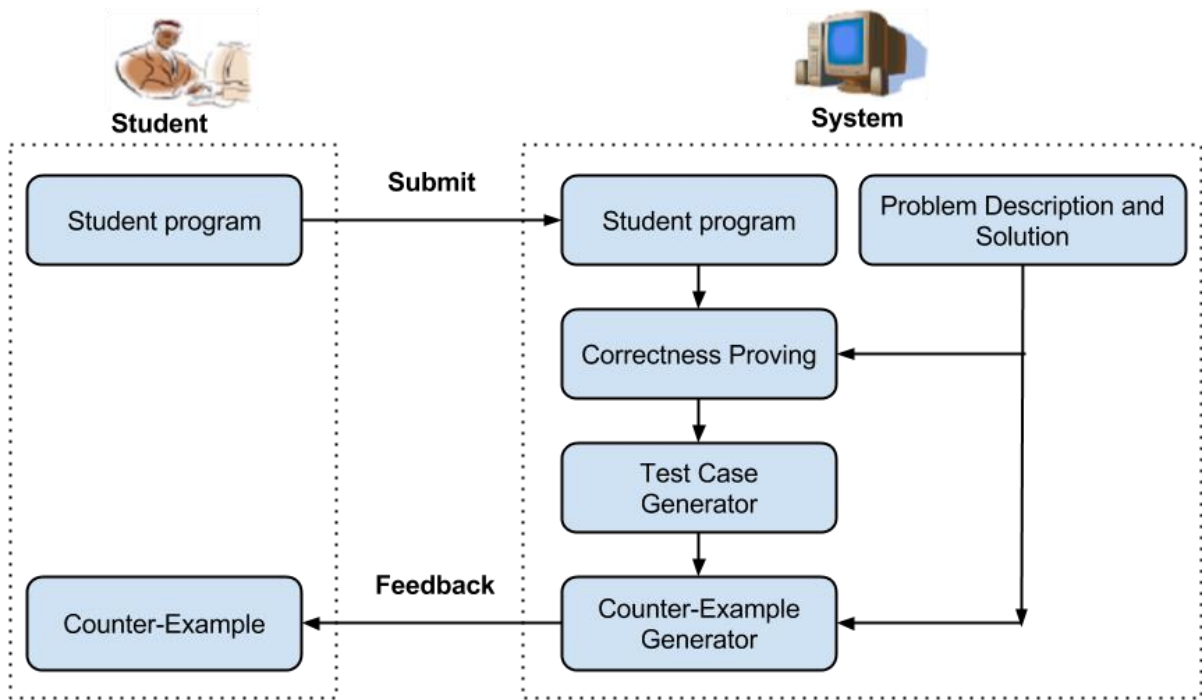 Student
System
Submit
Student program
Student program
Problem Description and
Solution
Correctness Proving
Test Case
Generator
Feedback
Counter-Example
Counter-Example
Generator